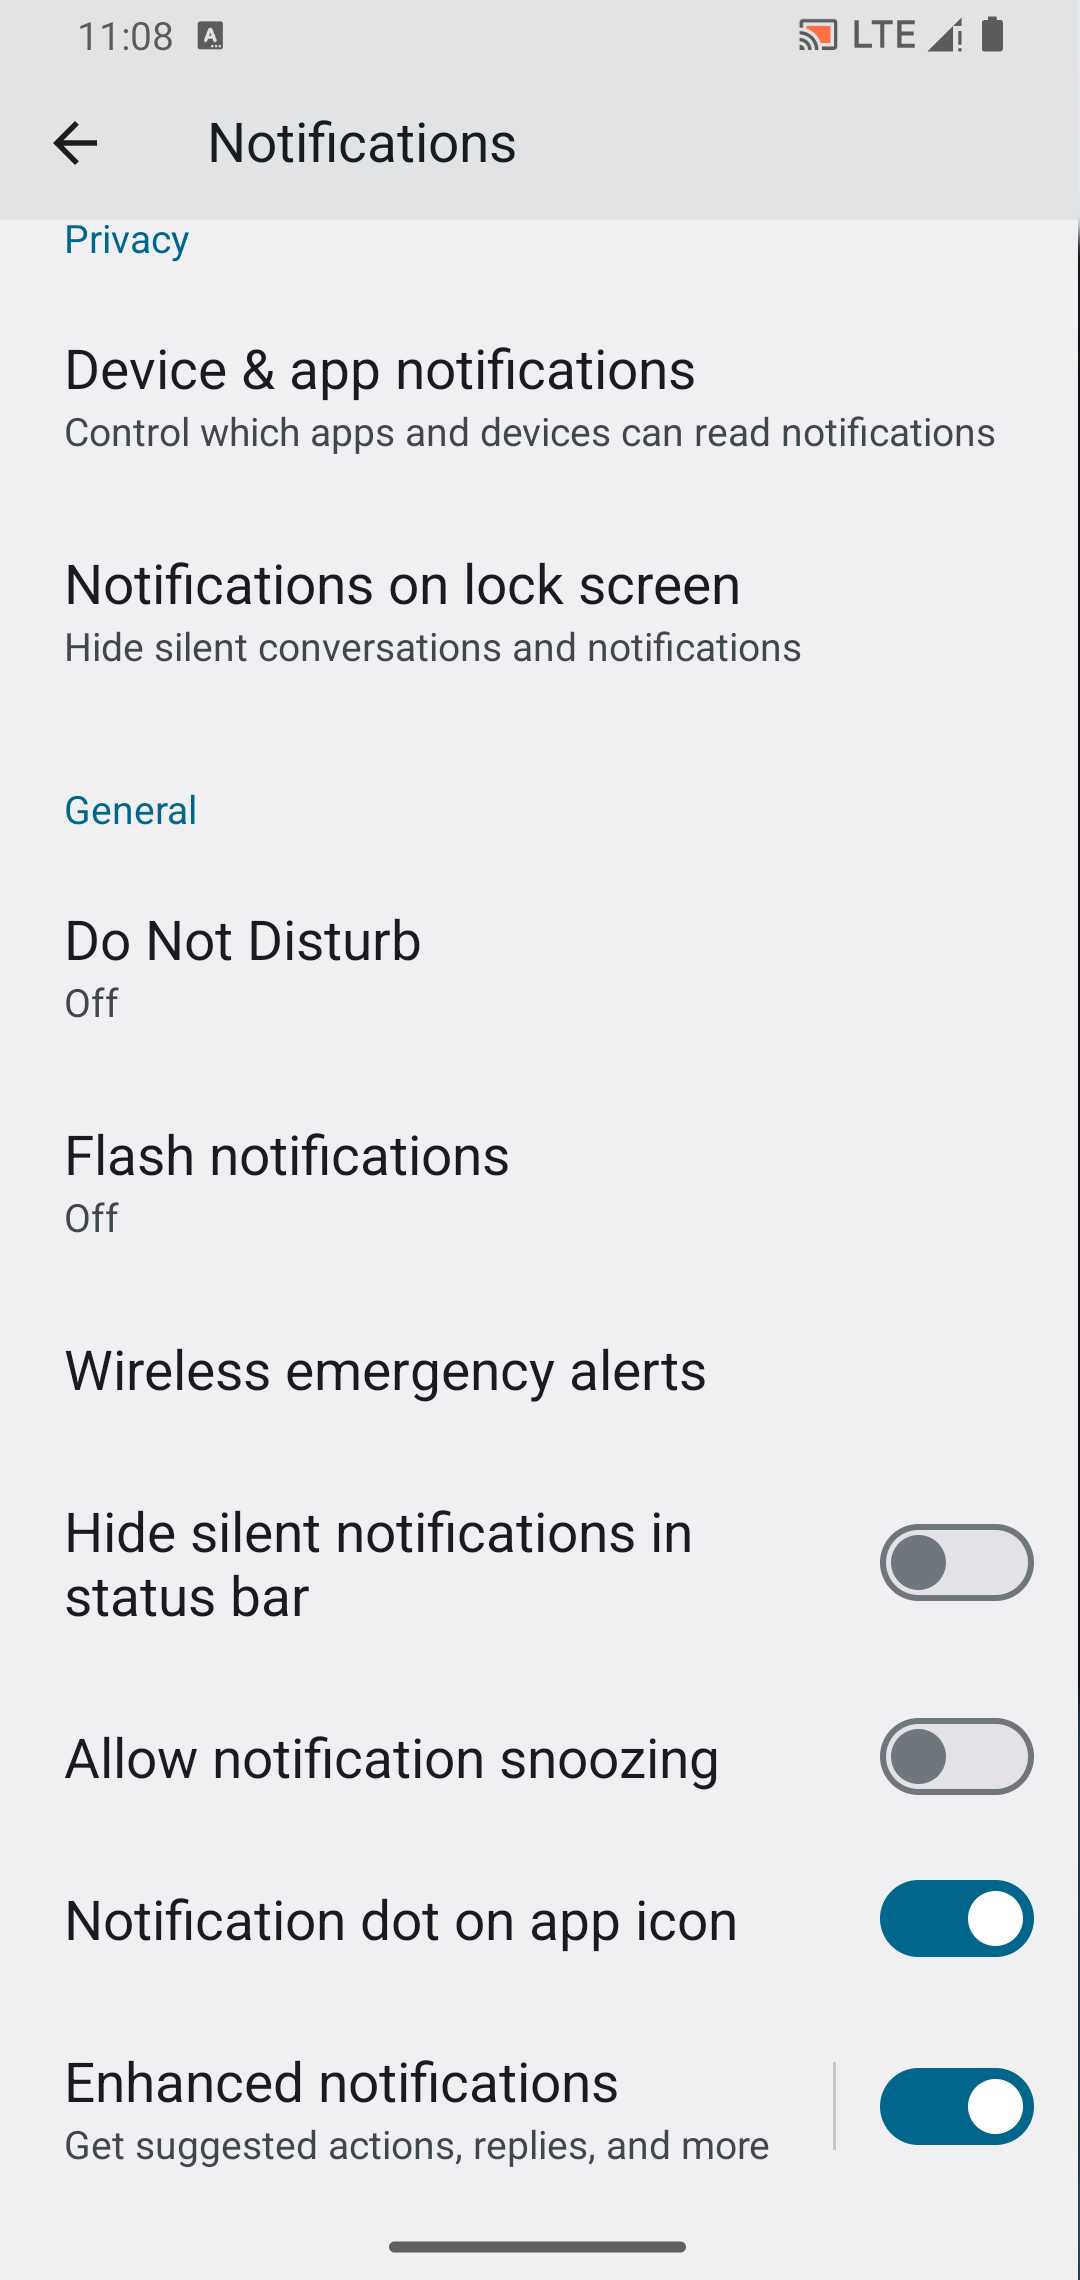 11:08 A LTE
Notifications
Privacy
Device & app notifications
Control which apps and devices can read notifications
Notifications on lock screen
Hide silent conversations and notifications
General
Do Not Disturb
Off
Flash notifications
Off
Wireless emergency alerts
Hide silent notifications in
status bar
Allow notification snoozing
Notification dot on app icon
Enhanced notifications
Get suggested actions, replies, and more